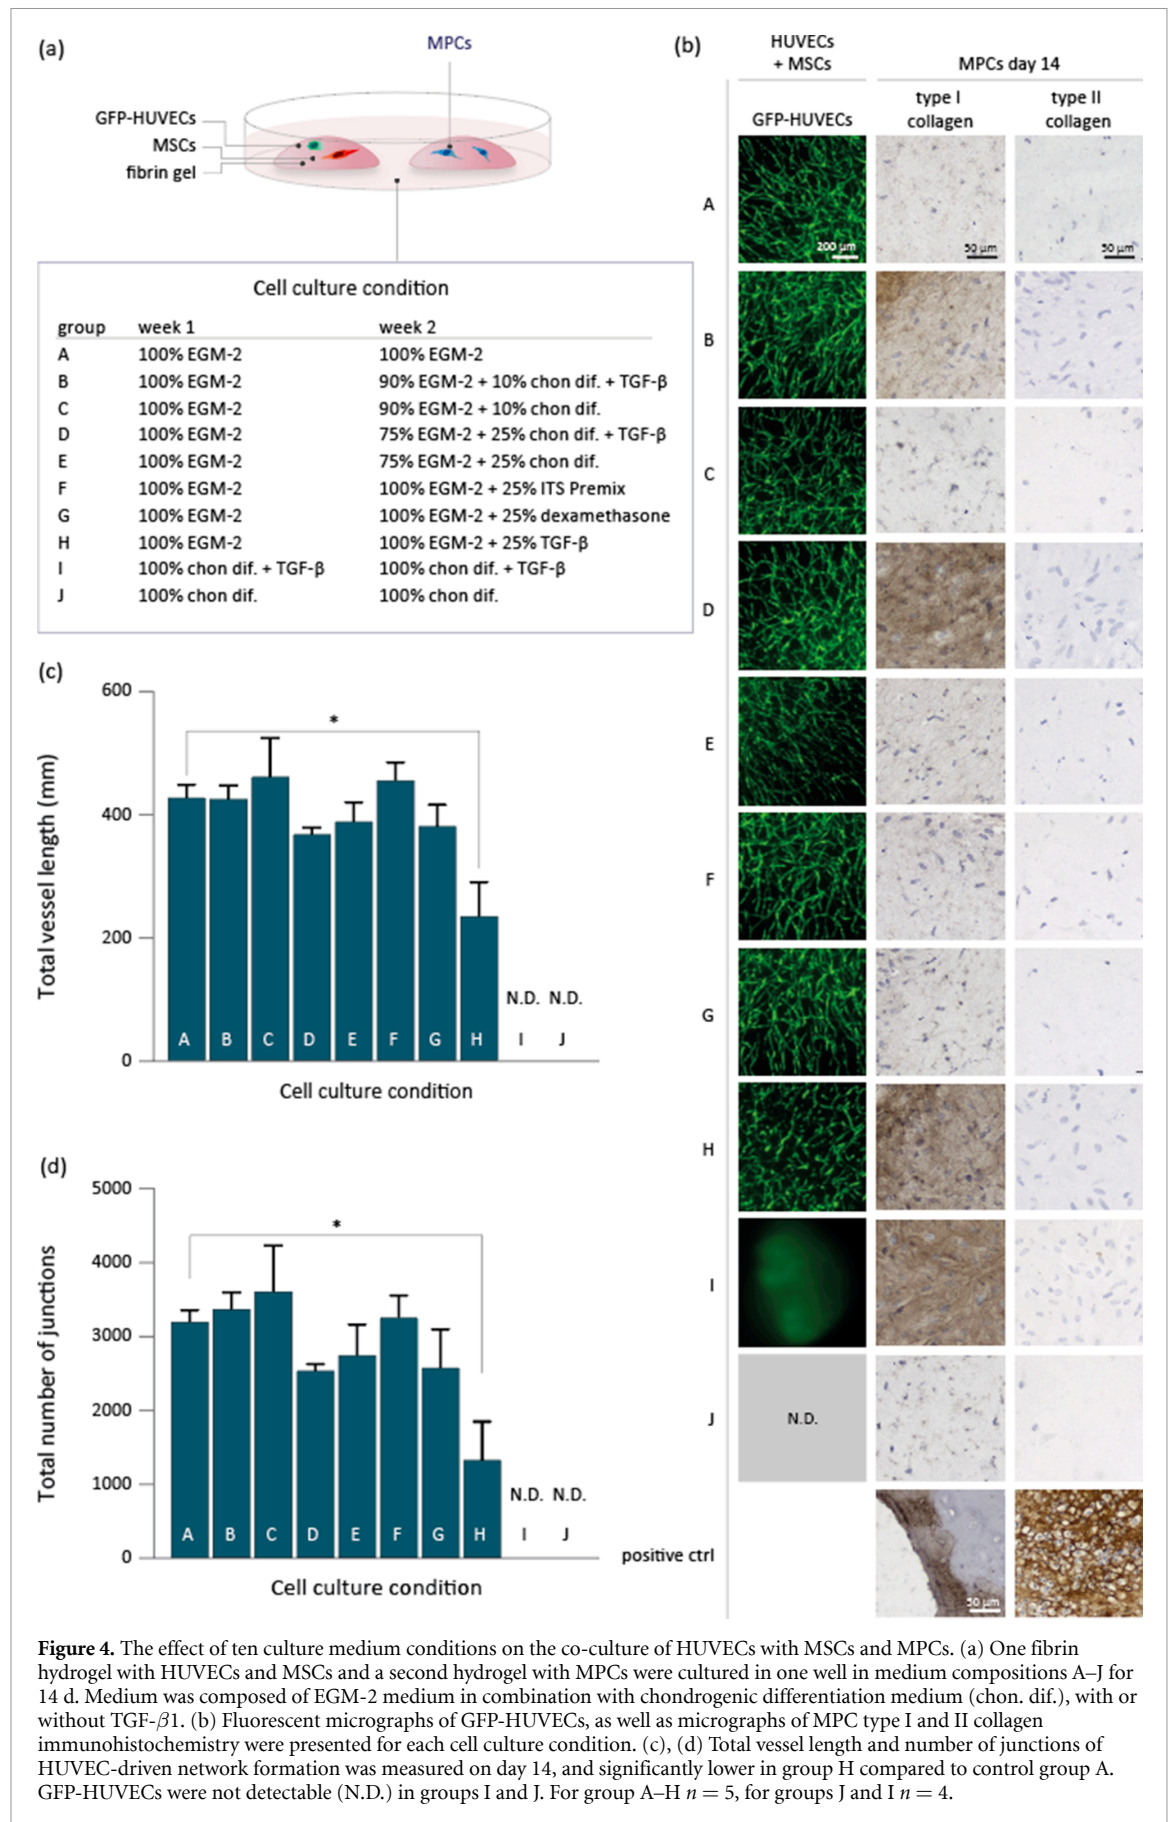 (a)
MPCs
GFP-HUVECs
MSCs
fibrin gel
Cell culture condition
group week 1 week 2
A 100% EGM-2 100% EGM-2
B 100% EGM-2 90% EGM-2 + 10% chon dif. + TGF-β
C 100% EGM-2 90% EGM-2 + 10% chon dif.
D 100% EGM-2 75% EGM-2 + 25% chon dif. + TGF-β
E 100% EGM-2 75% EGM-2 + 25% chon dif.
F 100% EGM-2 100% EGM-2 + 25% ITS Premix
G 100% EGM-2 100% EGM-2 + 25% dexamethasone
H 100% EGM-2 100% EGM-2 + 25% TGF-β
I 100% chon dif. + TGF-β 100% chon dif. + TGF-β
J 100% chon dif. 100% chon dif.
(b)
HUVECs
+ MSCs
MPCs day 14
GFP-HUVECs
type I
collagen
type II
collagen
A
200 µm
50 µm
50 µm
B
C
D
E
F
G
H
I
J
N.D.
positive ctrl
50 µm
(c)
Total vessel length (mm)
600
400
200
0
*
N.D. N.D.
A B C D E F G H I J
Cell culture condition
(d)
Total number of junctions
5000
4000
3000
2000
1000
0
*
N.D. N.D.
A B C D E F G H I J
Cell culture condition
Figure 4. The effect of ten culture medium conditions on the co-culture of HUVECs with MSCs and MPCs. (a) One fibrin
hydrogel with HUVECs and MSCs and a second hydrogel with MPCs were cultured in one well in medium compositions A–J for
14 d. Medium was composed of EGM-2 medium in combination with chondrogenic differentiation medium (chon. dif.), with or
without TGF-β1. (b) Fluorescent micrographs of GFP-HUVECs, as well as micrographs of MPC type I and II collagen
immunohistochemistry were presented for each cell culture condition. (c), (d) Total vessel length and number of junctions of
HUVEC-driven network formation was measured on day 14, and significantly lower in group H compared to control group A.
GFP-HUVECs were not detectable (N.D.) in groups I and J. For group A–H n = 5, for groups J and I n = 4.